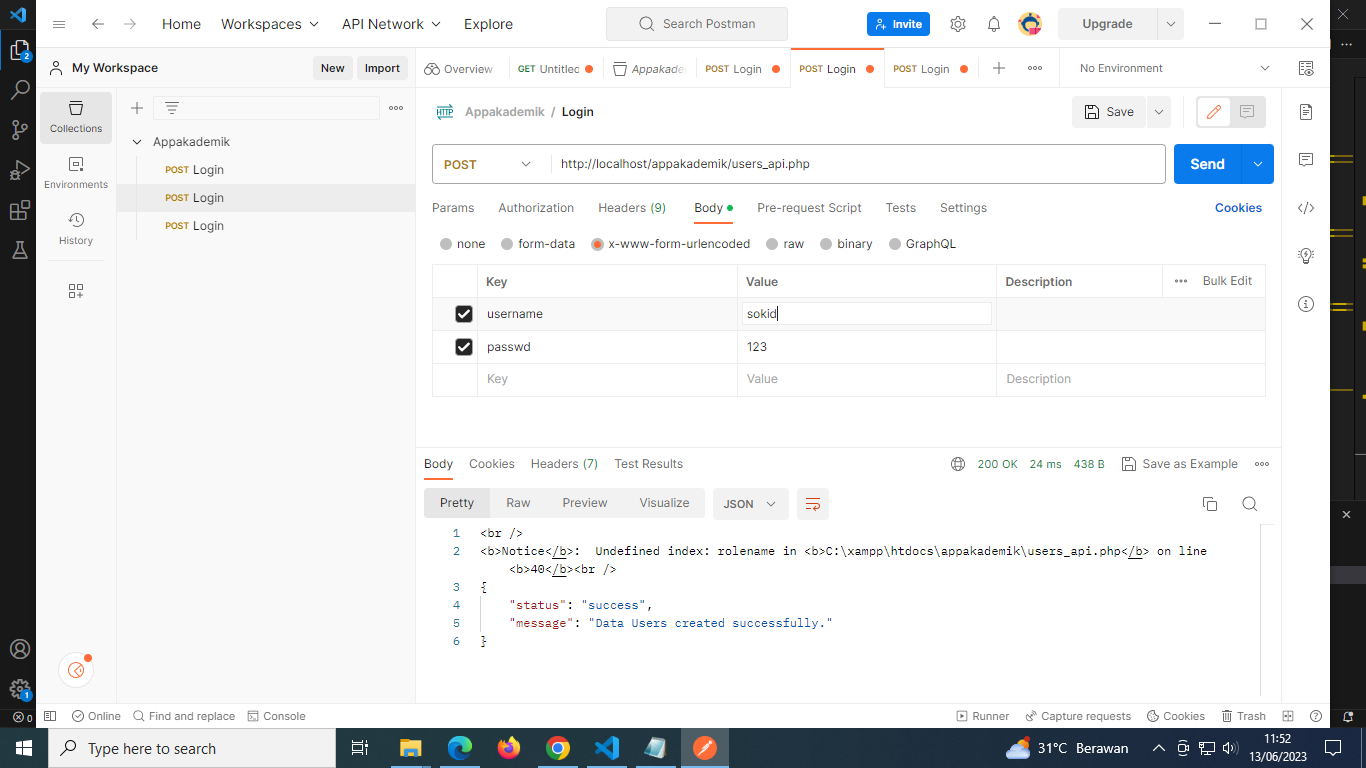 Home Workspaces API Network Explore Search Postman Invite Upgrade
My Workspace New Import Overview GET Untitled Appakade POST Login POST Login POST Login No Environment
Collections
Environments
History
Appakademik
POST Login
POST Login
POST Login
HTTP Appakademik / Login Save
POST http://localhost/appakademik/users_api.php Send
Params Authorization Headers (9) Body Pre-request Script Tests Settings Cookies
none form-data x-www-form-urlencoded raw binary GraphQL
Key Value Description Bulk Edit
username sokid
passwd 123
Key Value Description
Body Cookies Headers (7) Test Results 200 OK 24 ms 438 B Save as Example
Pretty Raw Preview Visualize JSON
1 <br />
2 <b>Notice</b>:  Undefined index: rolename in <b>C:\xampp\htdocs\appakademik\users_api.php</b> on line
<b>40</b><br />
3 {
4 "status": "success",
5 "message": "Data Users created successfully."
6 }
2
1
0
Online Find and replace Console Runner Capture requests Cookies Trash
Type here to search 31°C Berawan 11:52
13/06/2023